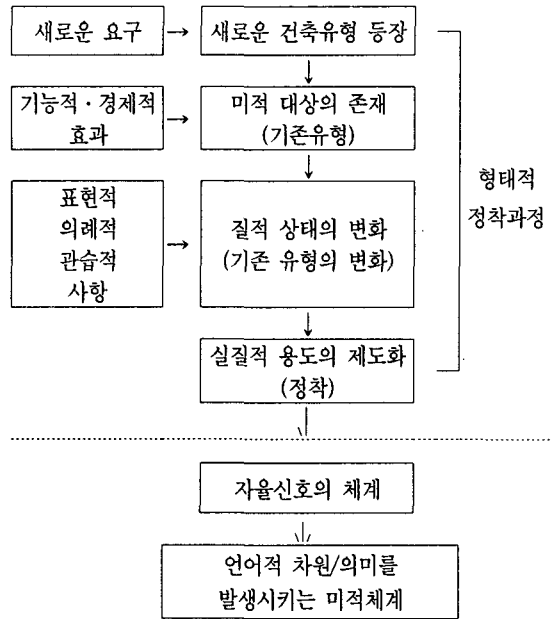 새로운 요구
새로운 건축유형 등장
기능적·경제적
효과
미적 대상의 존재
(기존유형)
표현적
의례적
관습적
사항
질적 상태의 변화
(기존 유형의 변화)
형태적
정착과정
실질적 용도의 제도화
(정착)
자율신호의 체계
언어적 차원/의미를
발생시키는 미적체계